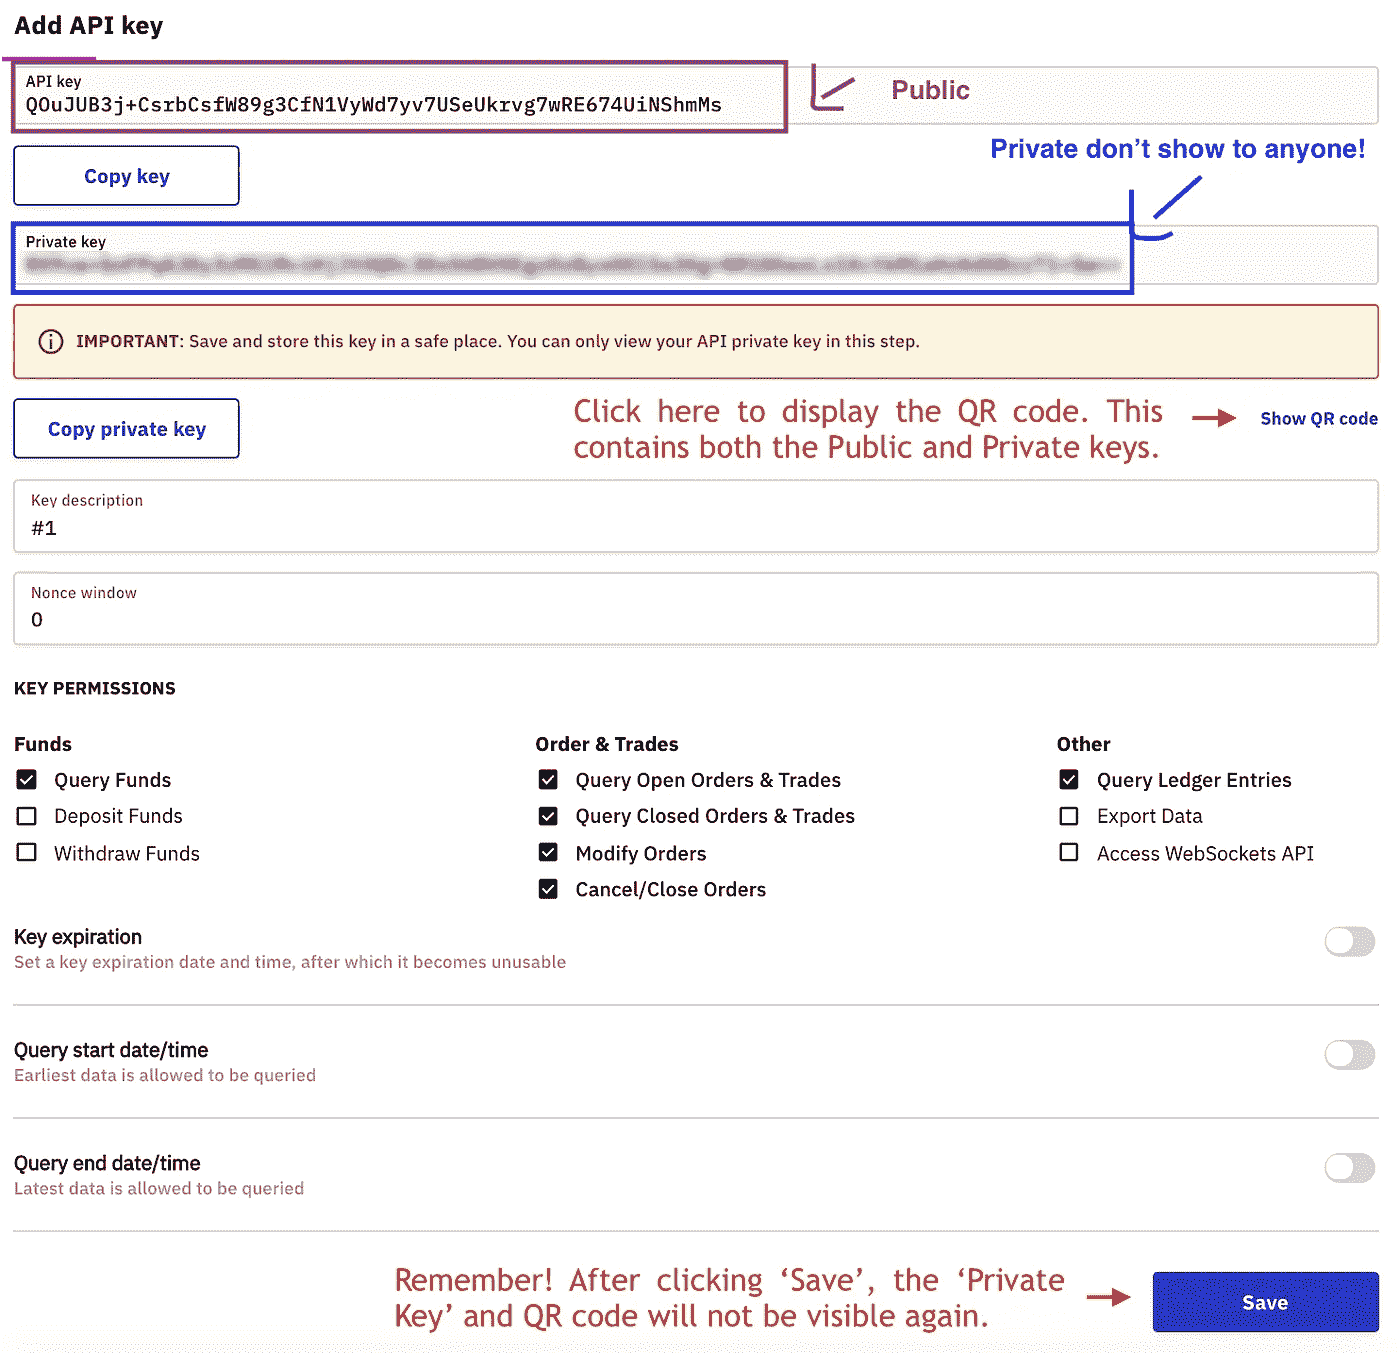 Add API key
API key
QOuJUB3j+CsrbCsfW89g3CfN1VyWd7yv7USeUkrvg7wRE674UiNShmMs
Public
Private don't show to anyone!
Copy key
Private key
IMPORTANT: Save and store this key in a safe place. You can only view your API private key in this step.
Copy private key
Click here to display the QR code. This
contains both the Public and Private keys.
Show QR code
Key description
#1
Nonce window
0
KEY PERMISSIONS
Funds
Query Funds
Deposit Funds
Withdraw Funds
Order & Trades
Query Open Orders & Trades
Query Closed Orders & Trades
Modify Orders
Cancel/Close Orders
Other
Query Ledger Entries
Export Data
Access WebSockets API
Key expiration
Set a key expiration date and time, after which it becomes unusable
Query start date/time
Earliest data is allowed to be queried
Query end date/time
Latest data is allowed to be queried
Remember! After clicking ‘Save’, the ‘Private
Key’ and QR code will not be visible again.
Save